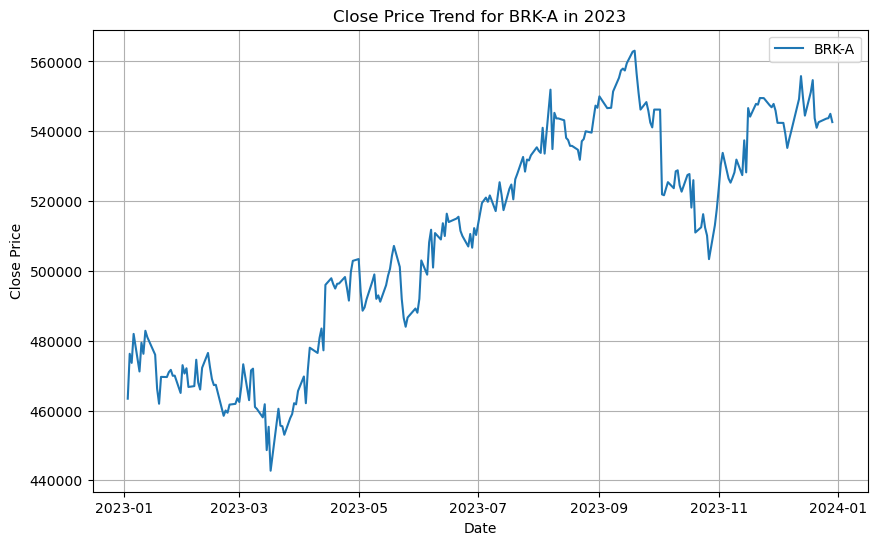 Close Price Trend for BRK-A in 2023
BRK-A
560000
540000
520000
500000
480000
460000
440000
Close Price
2023-01 2023-03 2023-05 2023-07 2023-09 2023-11 2024-01
Date